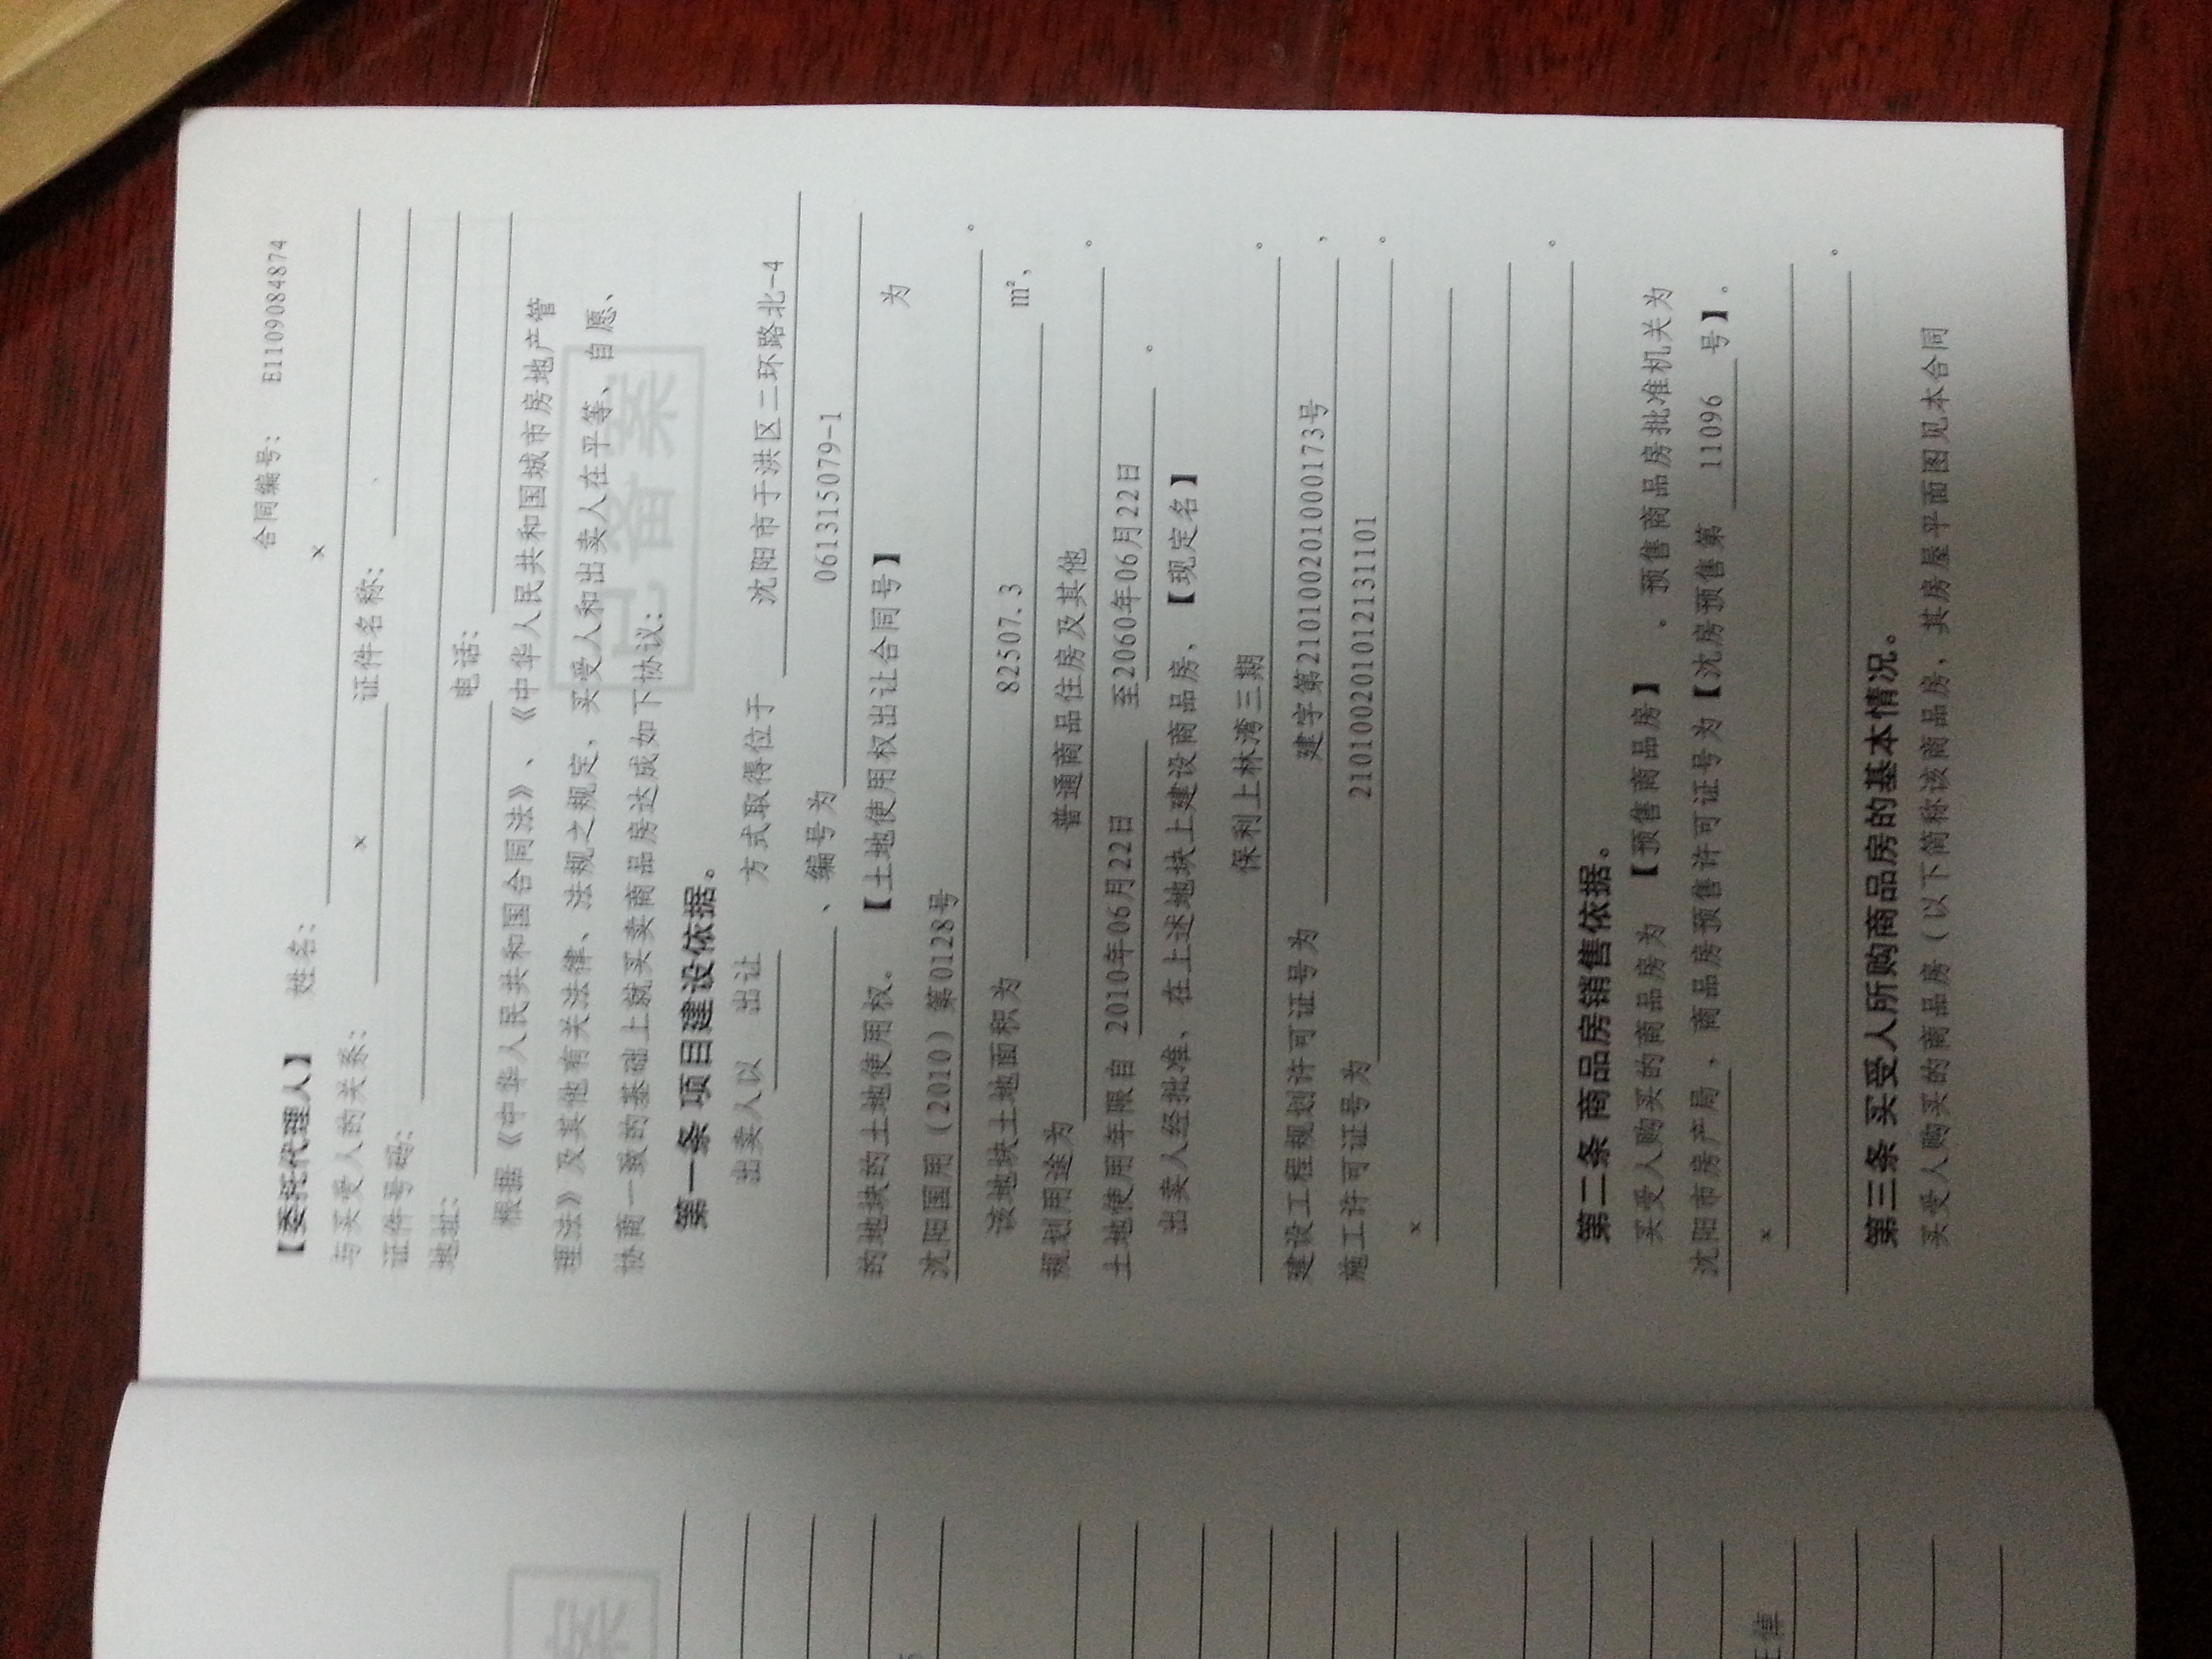 合同编号: E1109084874
【委托代理人】 姓名: x
与买受人的关系: x 证件名称:
证件号码:
地址: 电话:
根据《中华人民共和国合同法》、《中华人民共和国城市房地产管
理法》及其他有关法律、法规之规定，买受人和出卖人在平等、自愿、
协商一致的基础上就买卖商品房达成如下协议:
第一条 项目建设依据。
出卖人以 出让 方式取得位于 沈阳市于洪区二环路北-4
、编号为 061315079-1
的地块的土地使用权。【土地使用权出让合同号】 为
沈阳国用（2010）第0128号 。
该地块土地面积为 82507.3 m²，
规划用途为 普通商品住房及其他 。
土地使用年限自 2010年06月22日 至2060年06月22日 。
出卖人经批准，在上述地块上建设商品房，【现定名】
保利上林湾三期 。
建设工程规划许可证号为 建字第210100201000173号 ，
施工许可证号为 210100201012131101 。
x
。
第二条 商品房销售依据。
买受人购买的商品房为 【预售商品房】 。预售商品房批准机关为
沈阳市房产局 ，商品房预售许可证号为【沈房预售第 11096 号】。
x
。
第三条 买受人所购商品房的基本情况。
买受人购买的商品房（以下简称该商品房，其房屋平面图见本合同
已备案
案